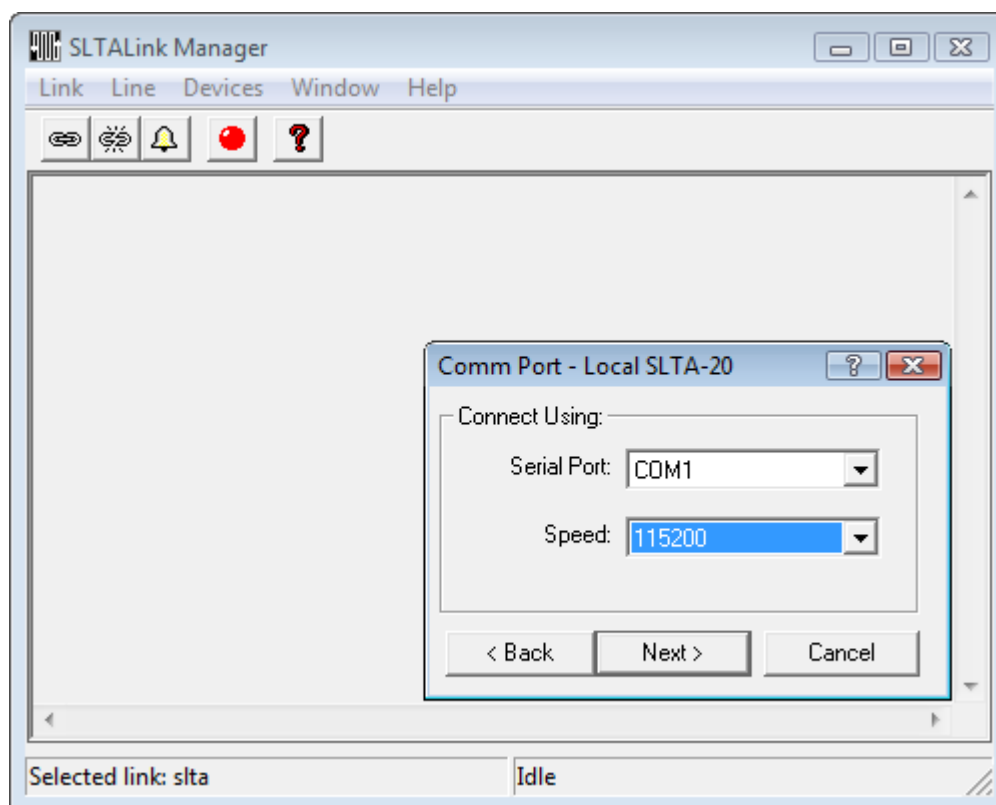 SLTALink Manager
Link Line Devices Window Help
Comm Port - Local SLTA-20
Connect Using:
Serial Port: COM1
Speed: 115200
< Back Next > Cancel
Selected link: slta Idle